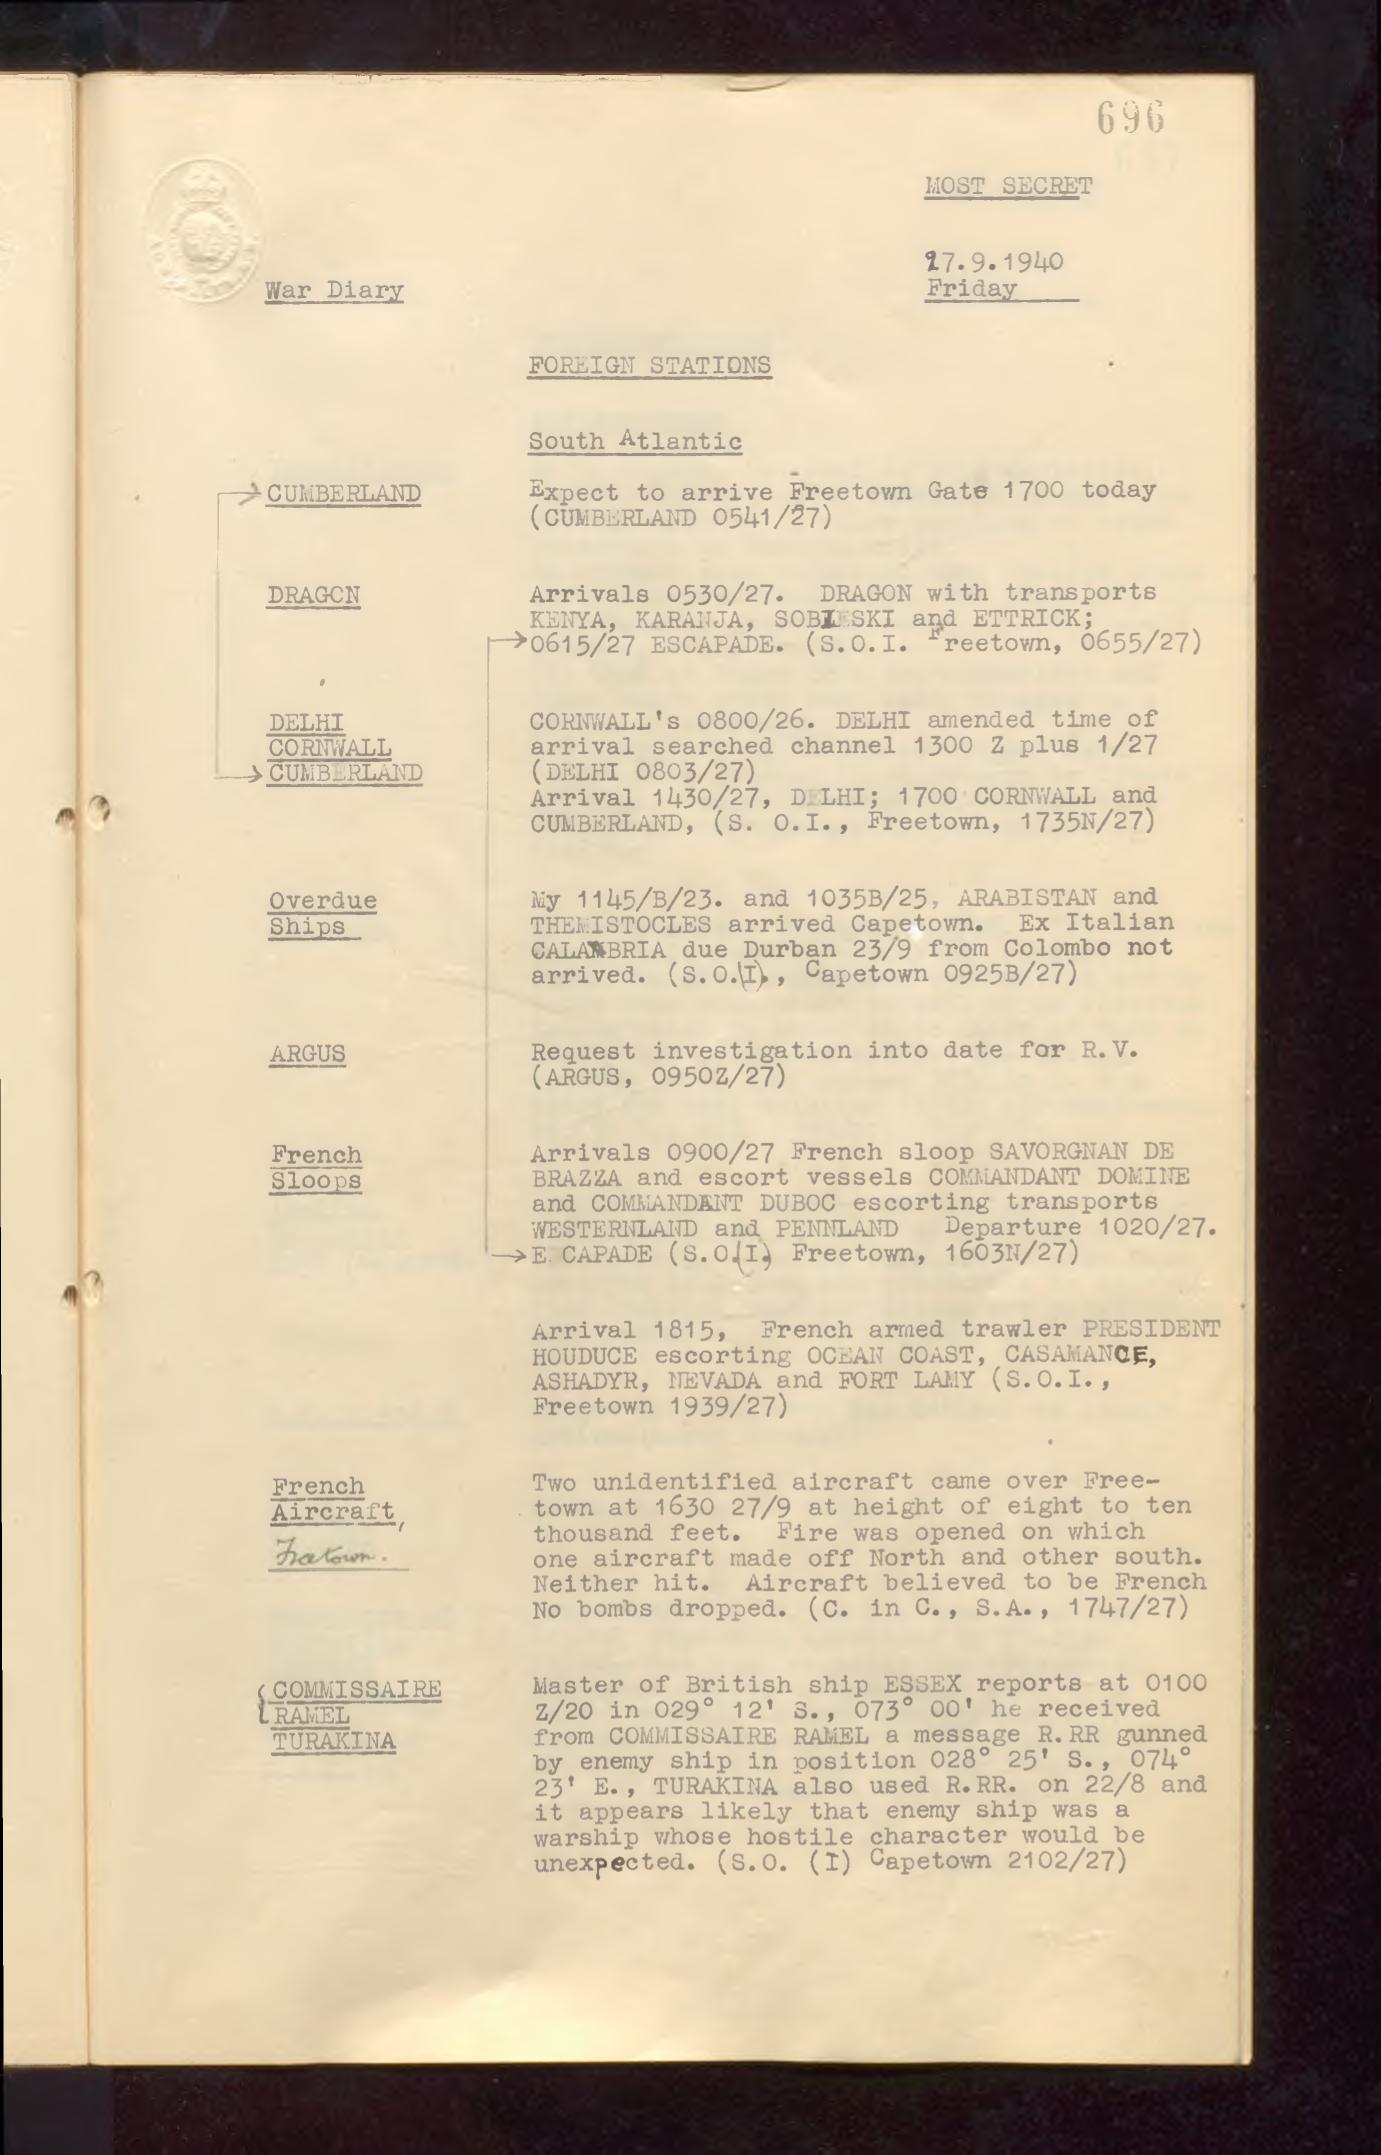 696
MOST SECRET
27.9.1940
War Diary
Friday
FOREIGN STATIONS
South Atlantic
CUMBERLAND
Expect to arrive Freetown Gate 1700 today
(CUMBERLAND 0541/27)
DRAGON
Arrivals 0530/27. DRAGON with transports
KENYA, KARANJA, SOBIESKI and ETTRICK;
0615/27 ESCAPADE. (S.O.I. Freetown, 0655/27)
DELHI
CORNWALL
CUMBERLAND
CORNWALL's 0800/26. DELHI amended time of
arrival searched channel 1300 Z plus 1/27
(DELHI 0803/27)
Arrival 1430/27, DELHI; 1700 CORNWALL and
CUMBERLAND, (S. O.I., Freetown, 1735N/27)
Overdue
Ships
My 1145/B/23. and 1035B/25, ARABISTAN and
THEMISTOCLES arrived Capetown. Ex Italian
CALABRIA due Durban 23/9 from Colombo not
arrived. (S.O.(I)., Capetown 0925B/27)
ARGUS
Request investigation into date for R.V.
(ARGUS, 0950Z/27)
French
Sloops
Arrivals 0900/27 French sloop SAVORGNAN DE
BRAZZA and escort vessels COMMANDANT DOMINE
and COMMANDANT DUBOC escorting transports
WESTERNLAND and PENNLAND Departure 1020/27.
E CAPADE (S.O.(I) Freetown, 1603N/27)
Arrival 1815, French armed trawler PRESIDENT
HOUDUCE escorting OCEAN COAST, CASAMANCE,
ASHADYR, NEVADA and FORT LAMY (S.O.I.,
Freetown 1939/27)
French
Aircraft,
Freetown.
Two unidentified aircraft came over Free-
town at 1630 27/9 at height of eight to ten
thousand feet. Fire was opened on which
one aircraft made off North and other south.
Neither hit. Aircraft believed to be French
No bombs dropped. (C. in C., S.A., 1747/27)
COMMISSAIRE
RAMEL
TURAKINA
Master of British ship ESSEX reports at 0100
Z/20 in 029° 12' S., 073° 00' he received
from COMMISSAIRE RAMEL a message R.RR gunned
by enemy ship in position 028° 25' S., 074°
23' E., TURAKINA also used R.RR. on 22/8 and
it appears likely that enemy ship was a
warship whose hostile character would be
unexpected. (S.O. (I) Capetown 2102/27)